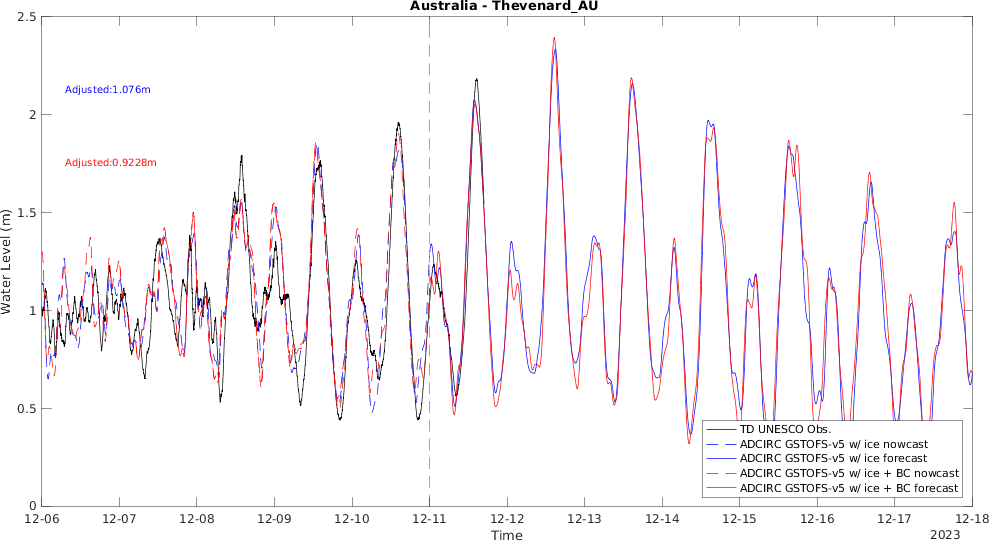 Australia - Thevenard_AU
2.5
2
1.5
1
0.5
0
Water Level (m)
Adjusted:1.076m
Adjusted:0.9228m
TD UNESCO Obs.
ADCIRC GSTOFS-v5 w/ ice nowcast
ADCIRC GSTOFS-v5 w/ ice forecast
ADCIRC GSTOFS-v5 w/ ice + BC nowcast
ADCIRC GSTOFS-v5 w/ ice + BC forecast
12-06 12-07 12-08 12-09 12-10 12-11 12-12 12-13 12-14 12-15 12-16 12-17 12-18
Time
2023